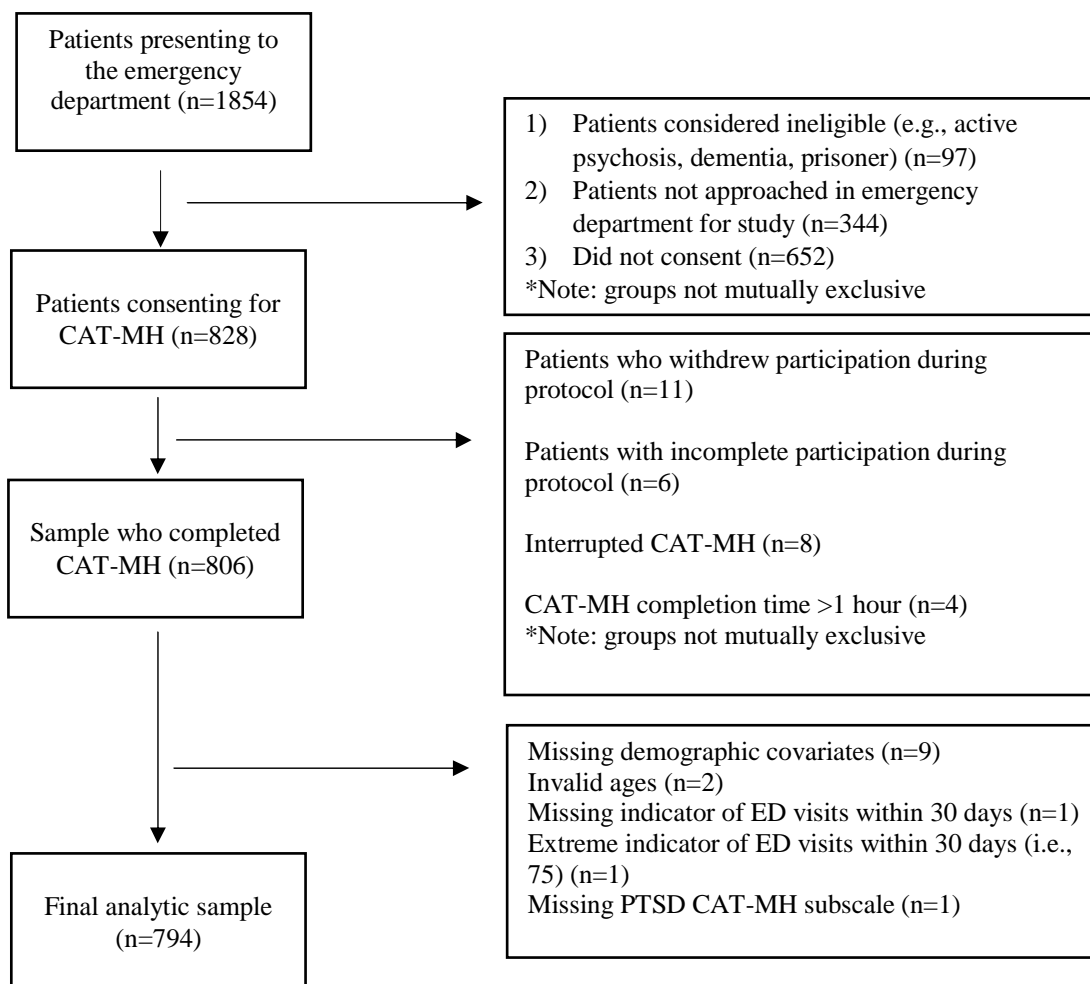 Patients presenting to
the emergency
department (n=1854)
1) Patients considered ineligible (e.g., active
psychosis, dementia, prisoner) (n=97)
2) Patients not approached in emergency
department for study (n=344)
3) Did not consent (n=652)
*Note: groups not mutually exclusive
Patients consenting for
CAT-MH (n=828)
Patients who withdrew participation during
protocol (n=11)
Patients with incomplete participation during
protocol (n=6)
Interrupted CAT-MH (n=8)
CAT-MH completion time >1 hour (n=4)
*Note: groups not mutually exclusive
Sample who completed
CAT-MH (n=806)
Missing demographic covariates (n=9)
Invalid ages (n=2)
Missing indicator of ED visits within 30 days (n=1)
Extreme indicator of ED visits within 30 days (i.e.,
75) (n=1)
Missing PTSD CAT-MH subscale (n=1)
Final analytic sample
(n=794)